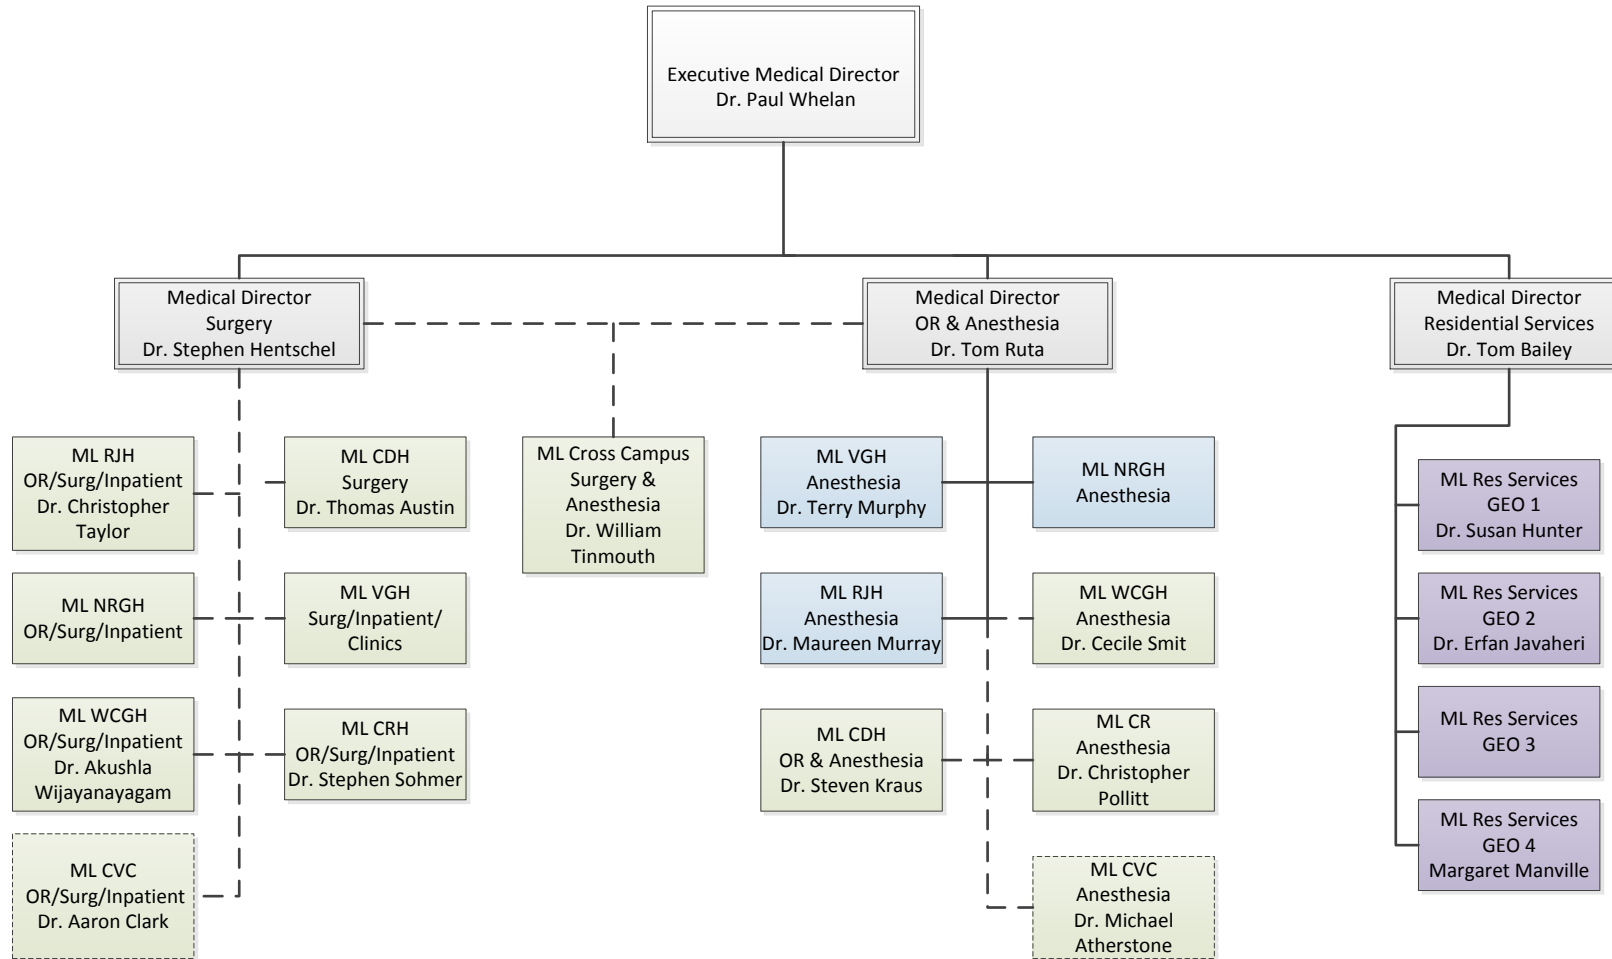 Executive Medical Director
Dr. Paul Whelan
Medical Director
Surgery
Dr. Stephen Hentschel
Medical Director
OR & Anesthesia
Dr. Tom Ruta
Medical Director
Residential Services
Dr. Tom Bailey
ML RJH
OR/Surg/Inpatient
Dr. Christopher
Taylor
ML CDH
Surgery
Dr. Thomas Austin
ML Cross Campus
Surgery &
Anesthesia
Dr. William
Tinmouth
ML VGH
Anesthesia
Dr. Terry Murphy
ML NRGH
Anesthesia
ML Res Services
GEO 1
Dr. Susan Hunter
ML NRGH
OR/Surg/Inpatient
ML VGH
Surg/Inpatient/
Clinics
ML RJH
Anesthesia
Dr. Maureen Murray
ML WCGH
Anesthesia
Dr. Cecile Smit
ML Res Services
GEO 2
Dr. Erfan Javaheri
ML WCGH
OR/Surg/Inpatient
Dr. Akushla
Wijayanayagam
ML CRH
OR/Surg/Inpatient
Dr. Stephen Sohmer
ML CDH
OR & Anesthesia
Dr. Steven Kraus
ML CR
Anesthesia
Dr. Christopher
Pollitt
ML Res Services
GEO 3
ML CVC
OR/Surg/Inpatient
Dr. Aaron Clark
ML CVC
Anesthesia
Dr. Michael
Atherstone
ML Res Services
GEO 4
Margaret Manville